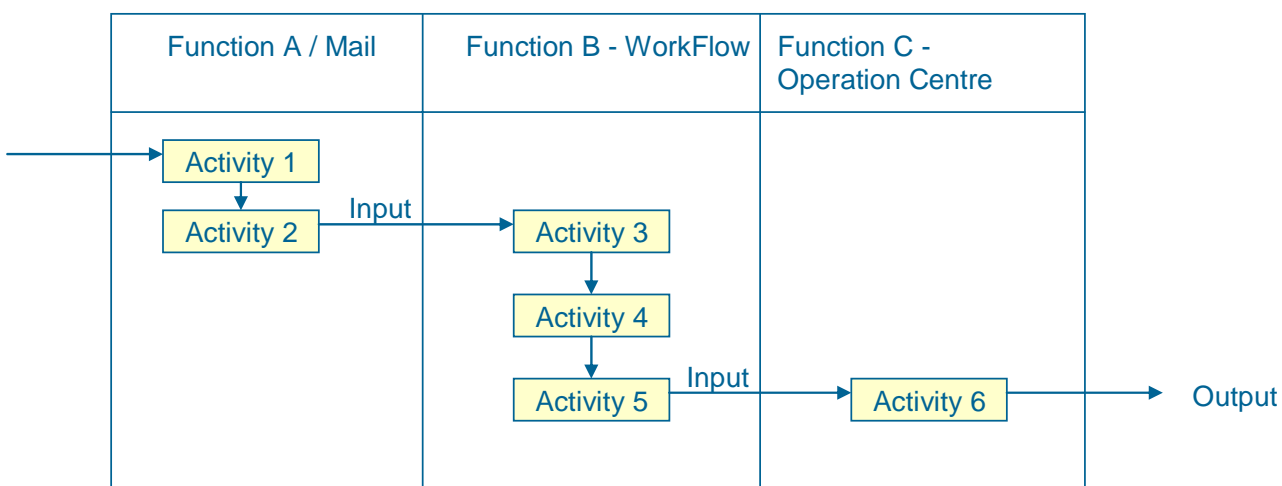 Function A / Mail
Function B - WorkFlow
Function C -
Operation Centre
Activity 1
Activity 2
Input
Activity 3
Activity 4
Activity 5
Input
Activity 6
Output